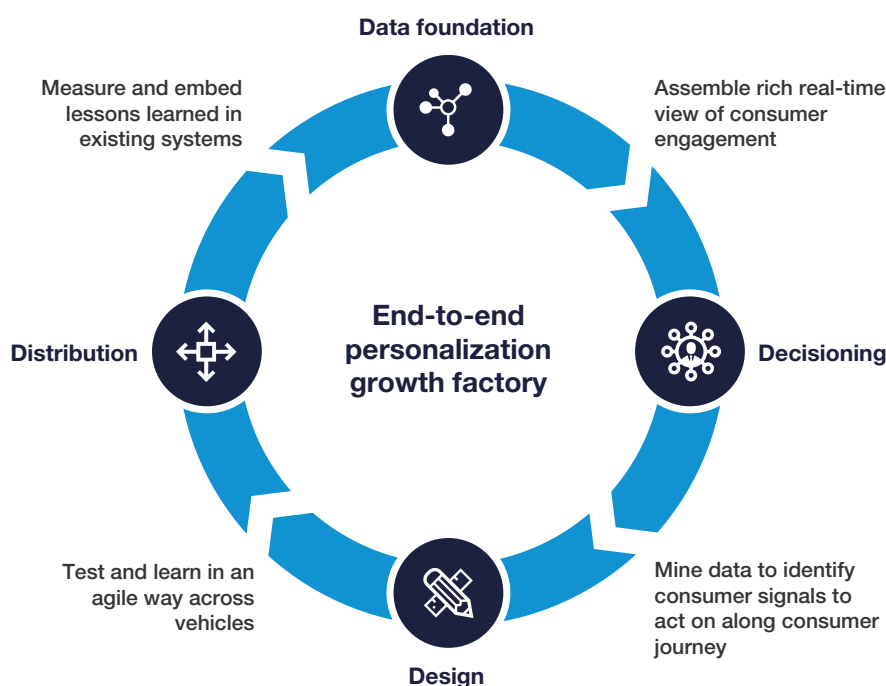 Data foundation
Measure and embed
lessons learned in
existing systems
Assemble rich real-time
view of consumer
engagement
End-to-end
personalization
growth factory
Distribution
Decisioning
Test and learn in an
agile way across
vehicles
Mine data to identify
consumer signals to
act on along consumer
journey
Design